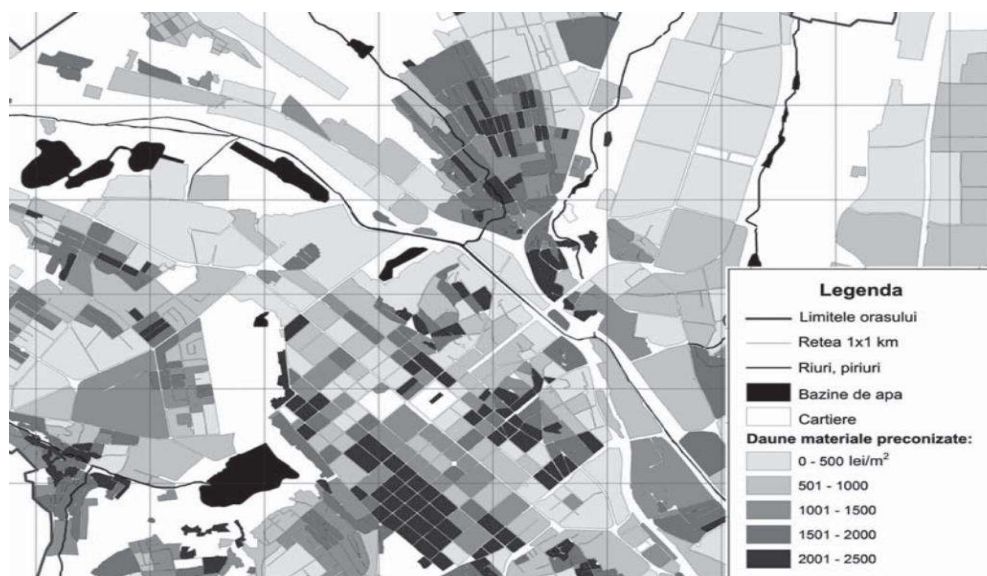 Legenda
Limitele orasului
Retea 1x1 km
Riuri, piriuri
Bazine de apa
Cartiere
Daune materiale preconizate:
0 - 500 lei/m²
501 - 1000
1001 - 1500
1501 - 2000
2001 - 2500